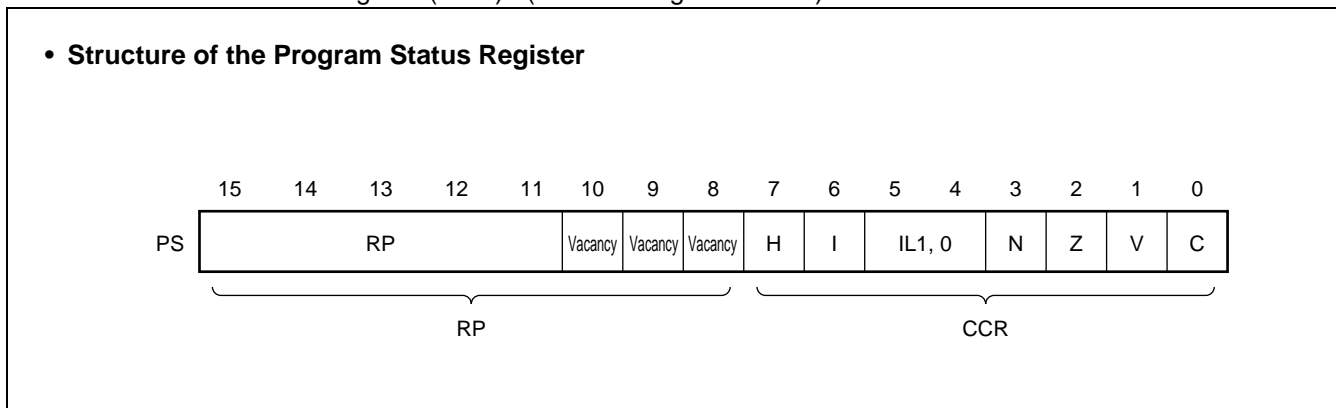 • Structure of the Program Status Register
15 14 13 12 11 10 9 8 7 6 5 4 3 2 1 0
PS RP Vacancy Vacancy Vacancy H I IL1, 0 N Z V C
RP CCR